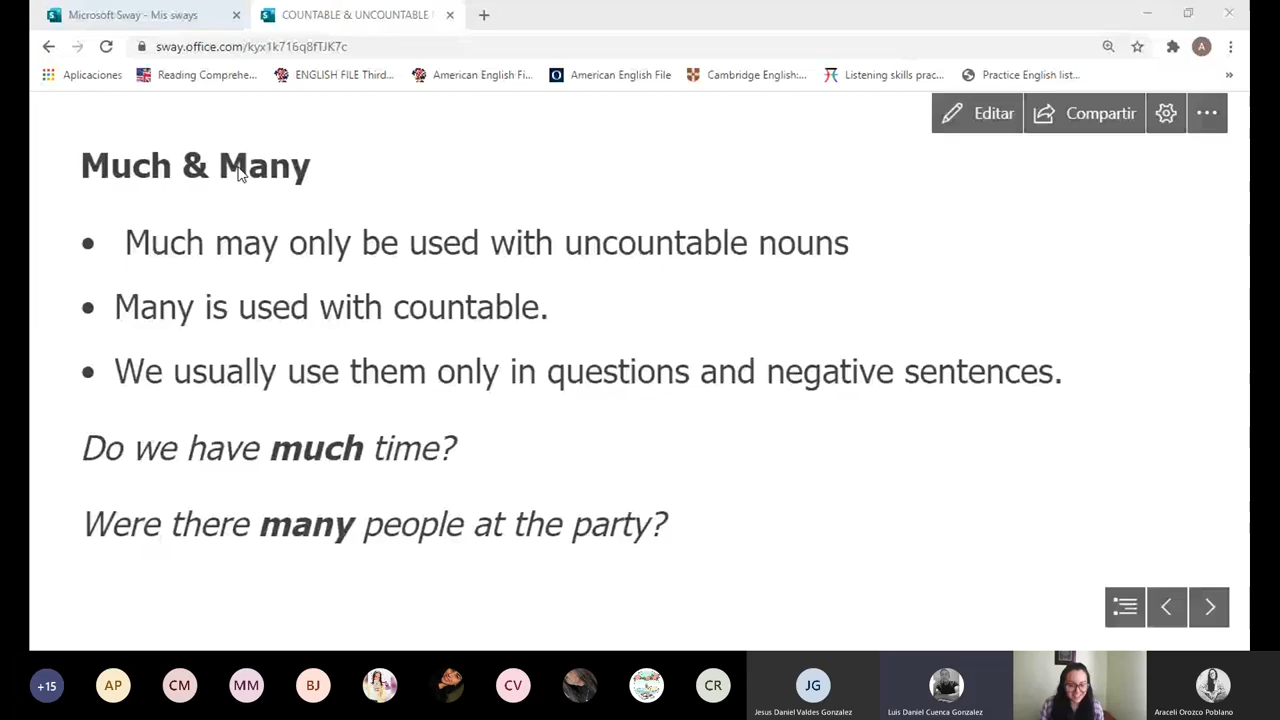 Microsoft Sway - Mis sways
COUNTABLE & UNCOUNTABLE
sway.office.com/kyx1k716q8fTJK7c
A
Aplicaciones
Reading Comprehe...
ENGLISH FILE Third...
American English Fi...
American English File
Cambridge English:...
Listening skills prac...
Practice English list...
»
Editar
Compartir
Much & Many
• Much may only be used with uncountable nouns
• Many is used with countable.
• We usually use them only in questions and negative sentences.
Do we have much time?
Were there many people at the party?
+15
AP
CM
MM
BJ
CV
CR
JG
Jesus Daniel Valdes Gonzalez
Luis Daniel Cuenca Gonzalez
Araceli Orozco Poblano